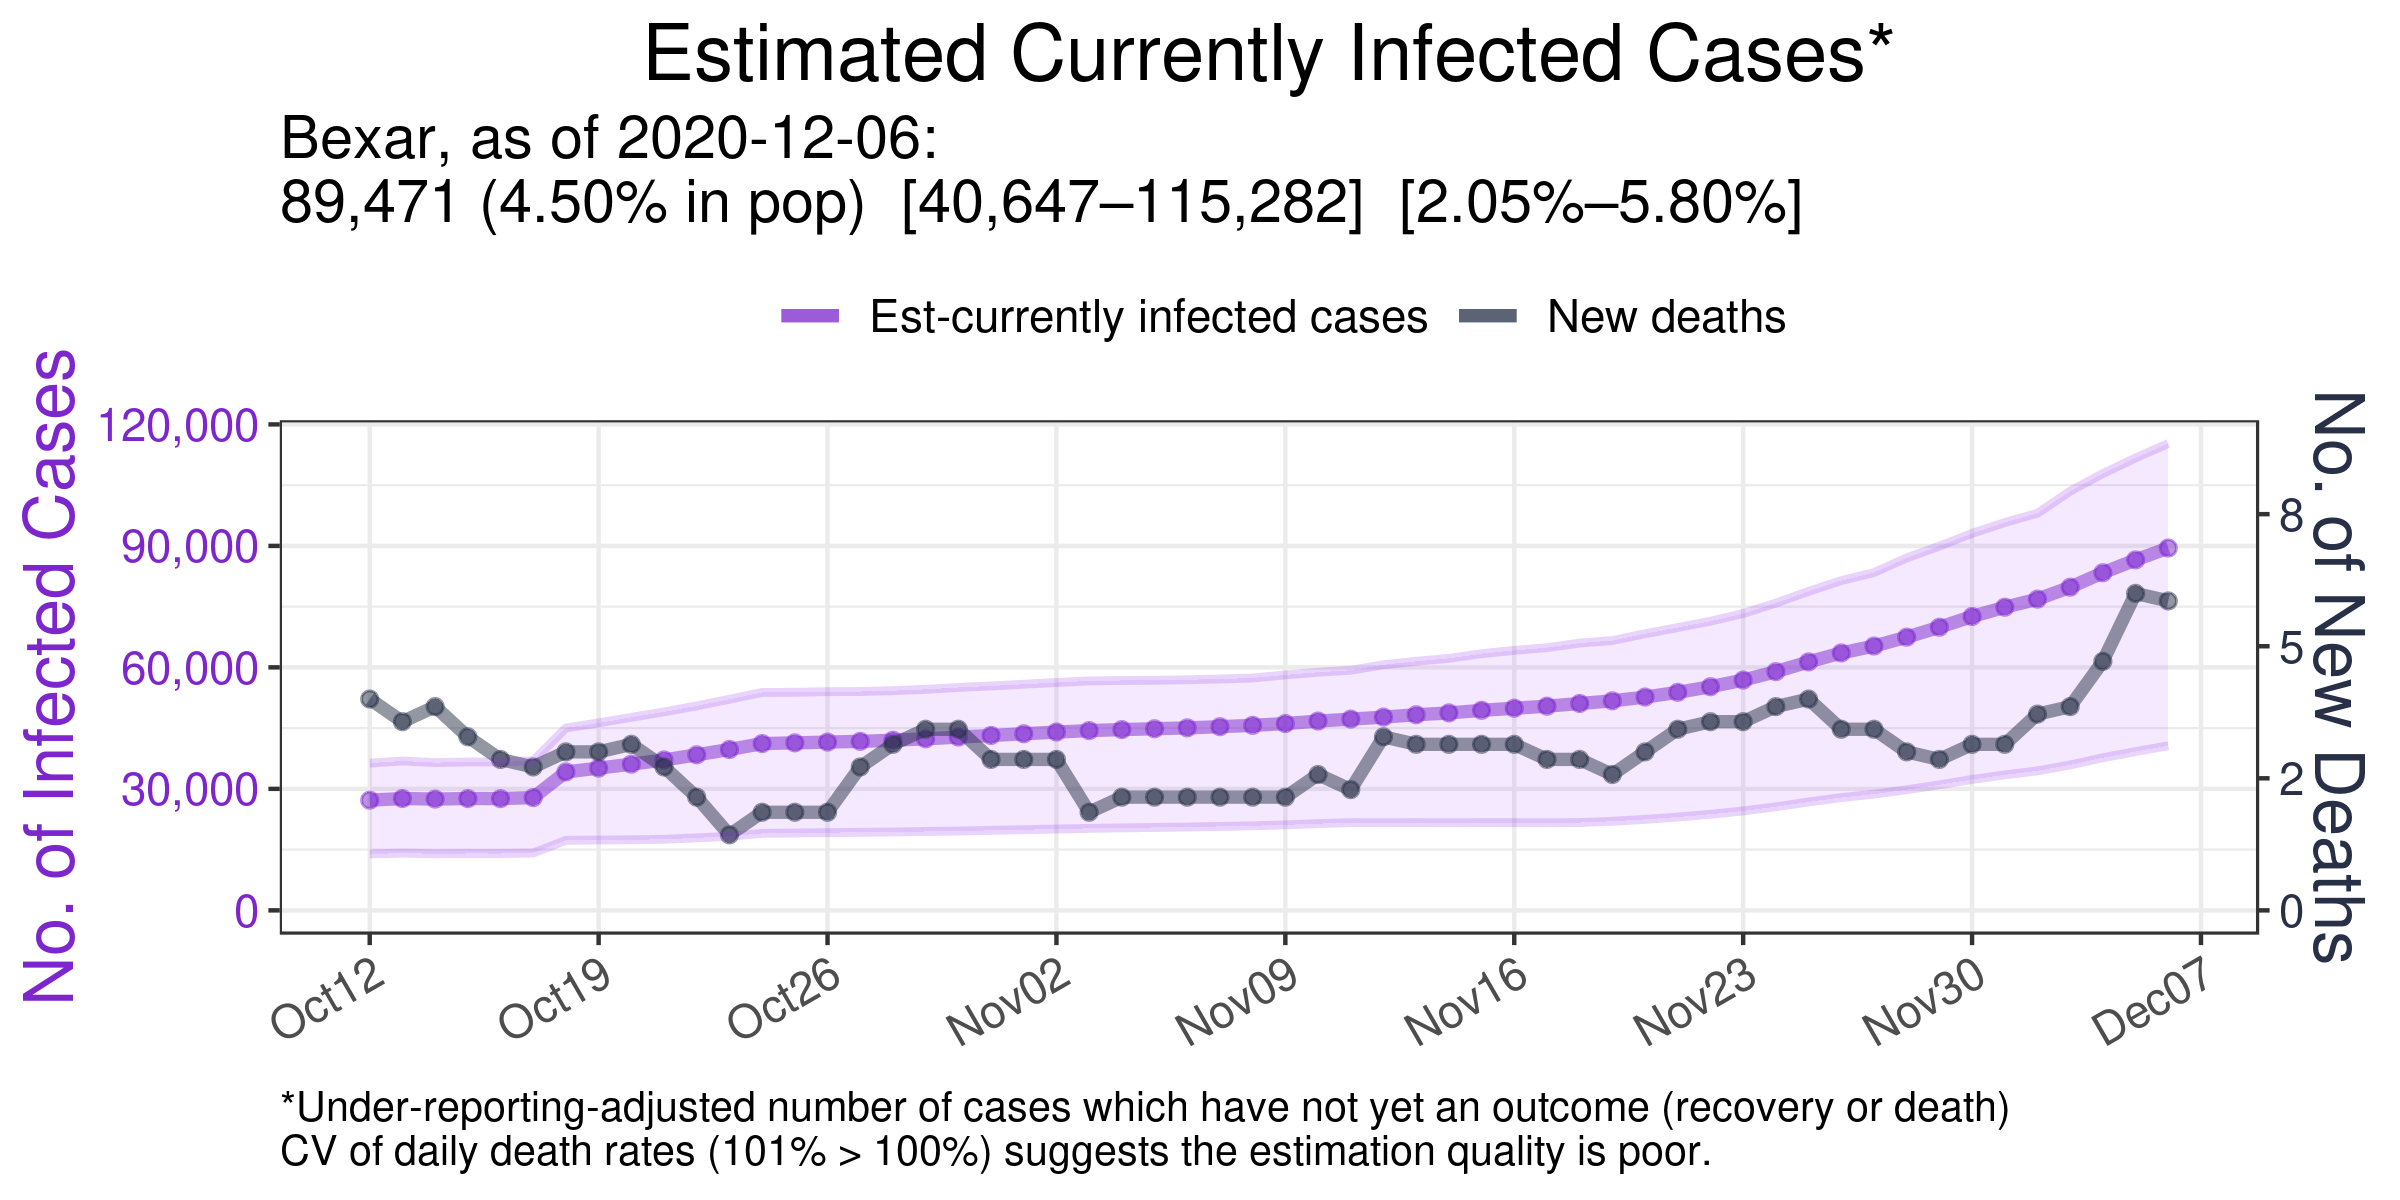 Estimated Currently Infected Cases*
Bexar, as of 2020-12-06:
89,471 (4.50% in pop) [40,647–115,282] [2.05%–5.80%]
Est-currently infected cases
New deaths
No. of Infected Cases
120,000
90,000
60,000
30,000
0
No. of New Deaths
8
5
2
0
Oct12
Oct19
Oct26
Nov02
Nov09
Nov16
Nov23
Nov30
Dec07
*Under-reporting-adjusted number of cases which have not yet an outcome (recovery or death)
CV of daily death rates (101% > 100%) suggests the estimation quality is poor.